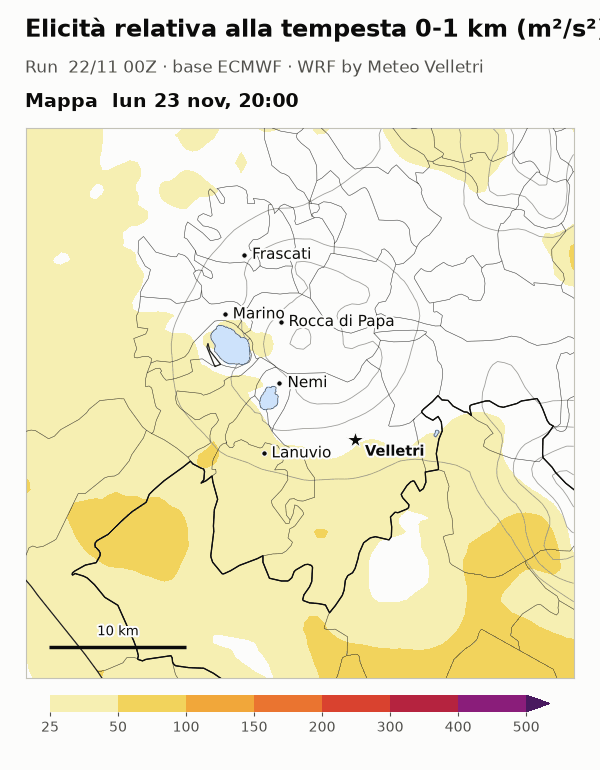 Elicità relativa alla tempesta 0-1 km (m²/s²)
Run 22/11 00Z · base ECMWF · WRF by Meteo Velletri
Mappa lun 23 nov, 20:00
Frascati
Marino
Rocca di Papa
Nemi
Lanuvio
Velletri
10 km
25 50 100 150 200 300 400 500